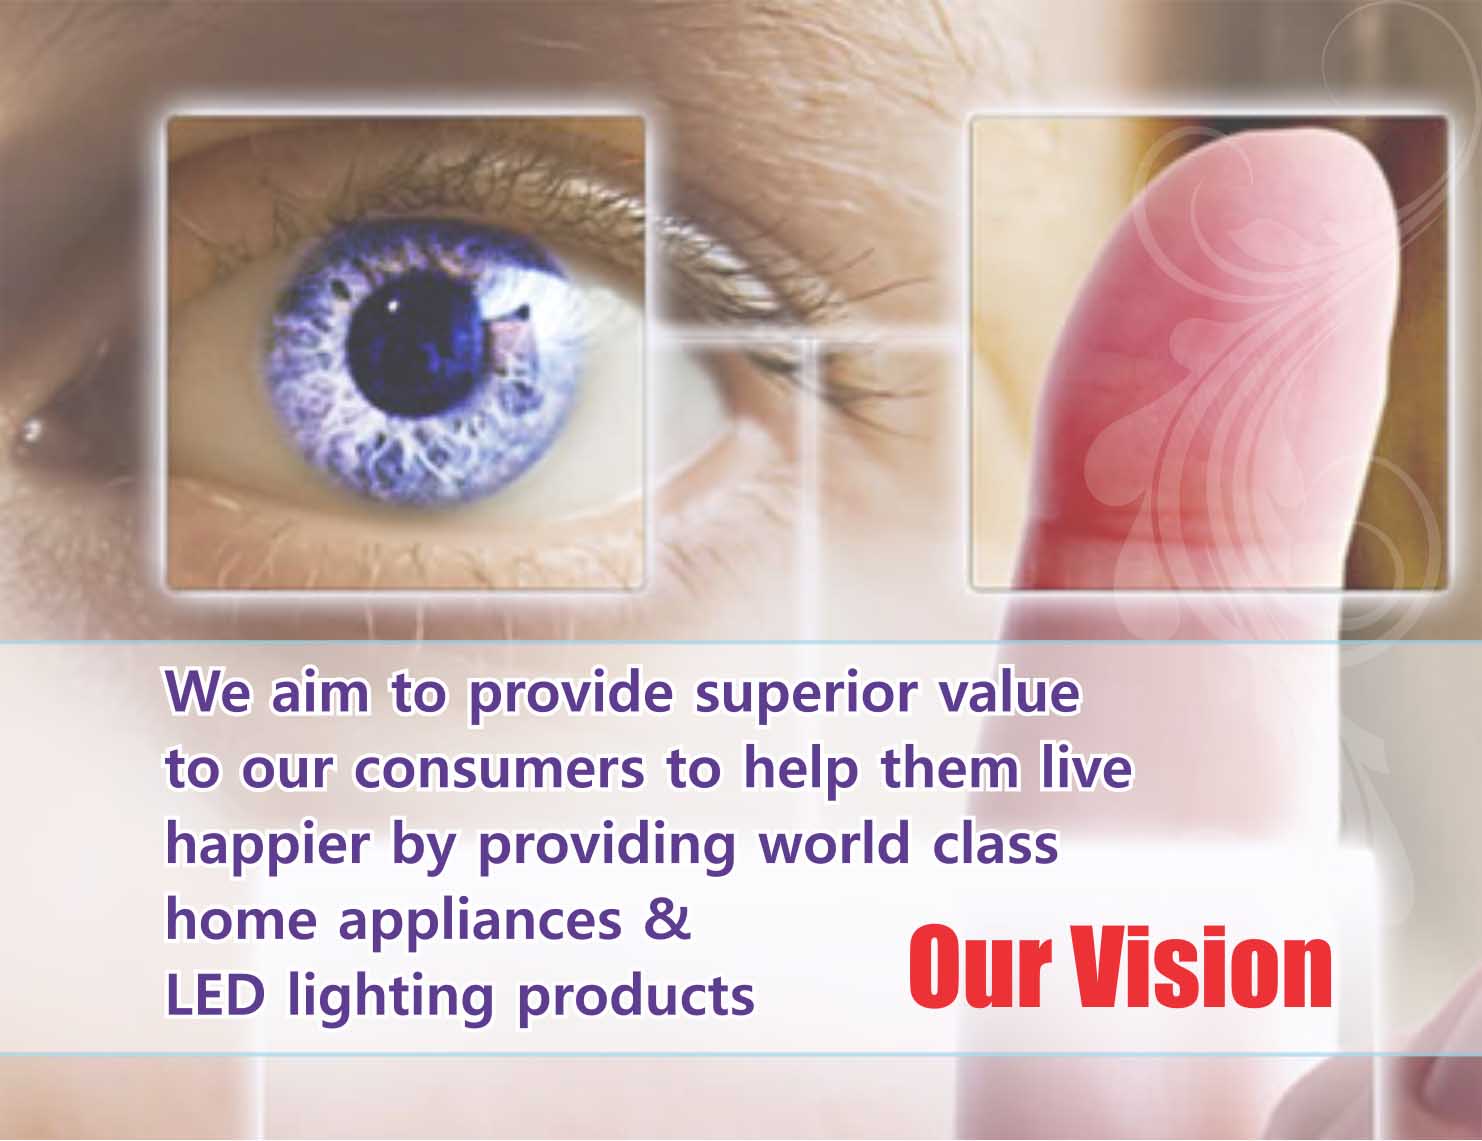 We aim to provide superior value
to our consumers to help them live
happier by providing world class
home appliances &
LED lighting products
Our Vision